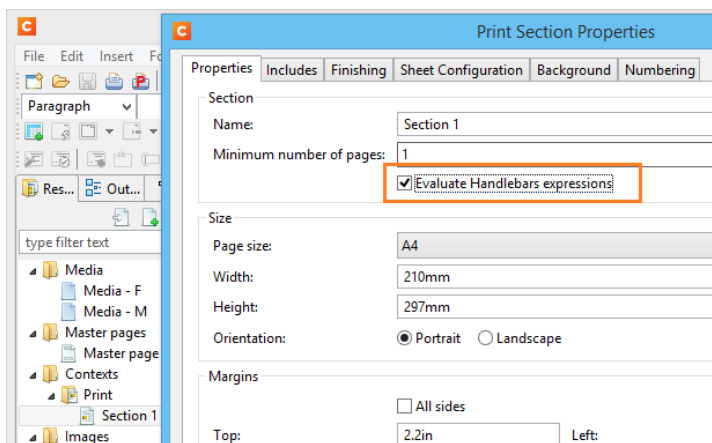 C
C
Print Section Properties
File Edit Insert Fo
Paragraph
Res... Out...
type filter text
Media
Media - F
Media - M
Master pages
Master page
Contexts
Print
Section 1
Images
Properties Includes Finishing Sheet Configuration Background Numbering
Section
Name: Section 1
Minimum number of pages: 1
Evaluate Handlebars expressions
Size
Page size: A4
Width: 210mm
Height: 297mm
Orientation: Portrait Landscape
Margins
All sides
Top: 2.2in Left: